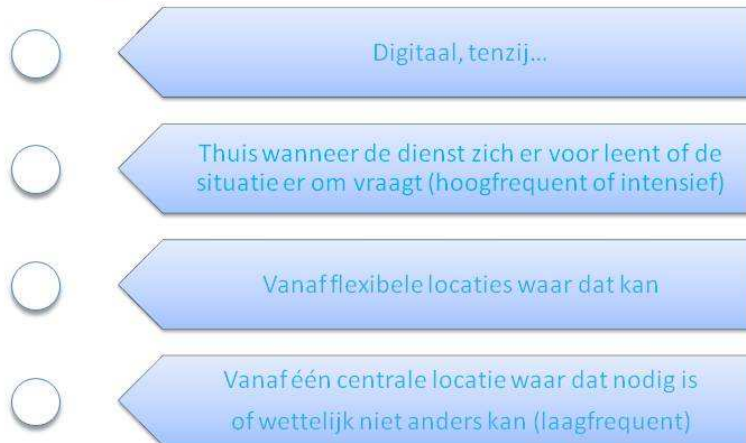 Digitaal, tenzij...
Thuis wanneer de dienst zich er voor leent of de
situatie er om vraagt (hoogfrequent of intensief)
Vanaf flexibele locaties waar dat kan
Vanaf één centrale locatie waar dat nodig is
of wettelijk niet anders kan (laagfrequent)